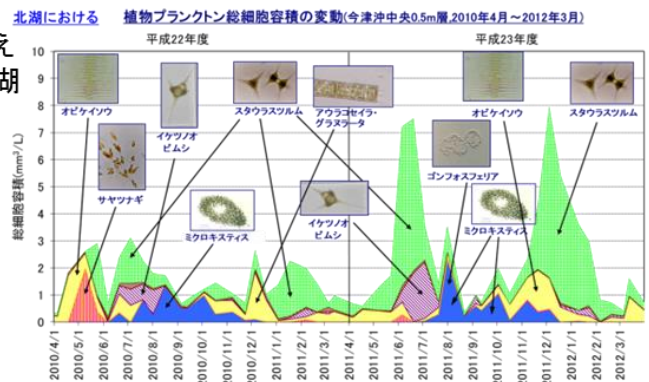 北湖における 植物プランクトン総細胞容積の変動(今津沖中央0.5m層,2010年4月～2012年3月)
え
湖
平成22年度
平成23年度
総細胞容積(mm³/L)
10
9
8
7
6
5
4
3
2
1
0
オビケイソウ
サヤツナギ
イケツノオ
ビムシ
スタウラスツルム
ミクロキスティス
アウラコセイラ・
グラヌラータ
イケツノオ
ビムシ
オビケイソウ
スタウラスツルム
ゴンフォスフェリア
ミクロキスティス
2010/4/1
2010/5/1
2010/6/1
2010/7/1
2010/8/1
2010/9/1
2010/10/1
2010/11/1
2010/12/1
2011/1/1
2011/2/1
2011/3/1
2011/4/1
2011/5/1
2011/6/1
2011/7/1
2011/8/1
2011/9/1
2011/10/1
2011/11/1
2011/12/1
2012/1/1
2012/2/1
2012/3/1